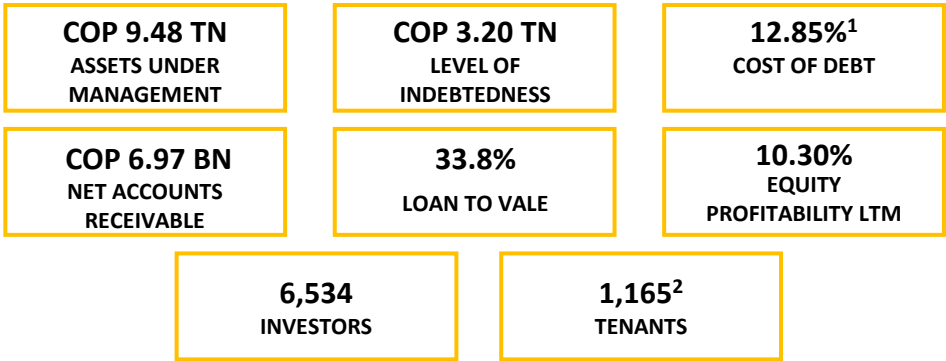 COP 9.48 TN
ASSETS UNDER
MANAGEMENT
COP 3.20 TN
LEVEL OF
INDEBTEDNESS
12.85%¹
COST OF DEBT
COP 6.97 BN
NET ACCOUNTS
RECEIVABLE
33.8%
LOAN TO VALE
10.30%
EQUITY
PROFITABILITY LTM
6,534
INVESTORS
1,165²
TENANTS